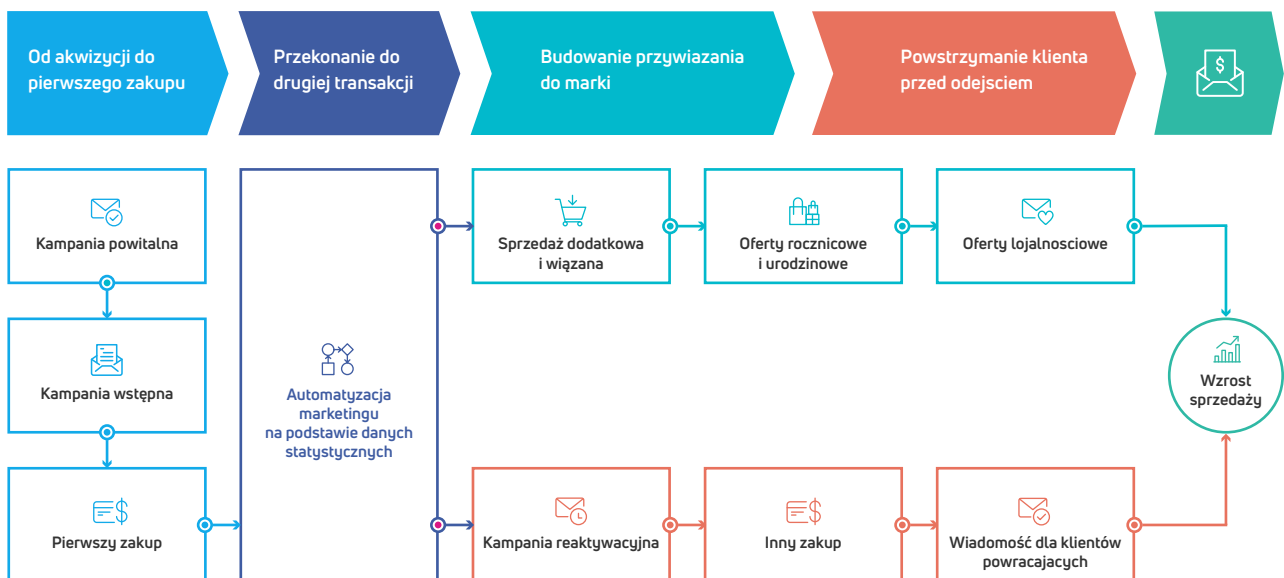 Od akwizycji do
pierwszego zakupu
Przekonanie do
drugiej transakcji
Budowanie przywiazania
do marki
Powstrzymanie klienta
przed odejsciem
$
Kampania powitalna
Kampania wstępna
$
Pierwszy zakup
Automatyzacja
marketingu
na podstawie danych
statystycznych
Sprzedaż dodatkowa
i wiązana
Oferty rocznicowe
i urodzinowe
Oferty lojalnosciowe
Kampania reaktywacyjna
$
Inny zakup
Wiadomość dla klientów
powracajacych
Wzrost
sprzedaży